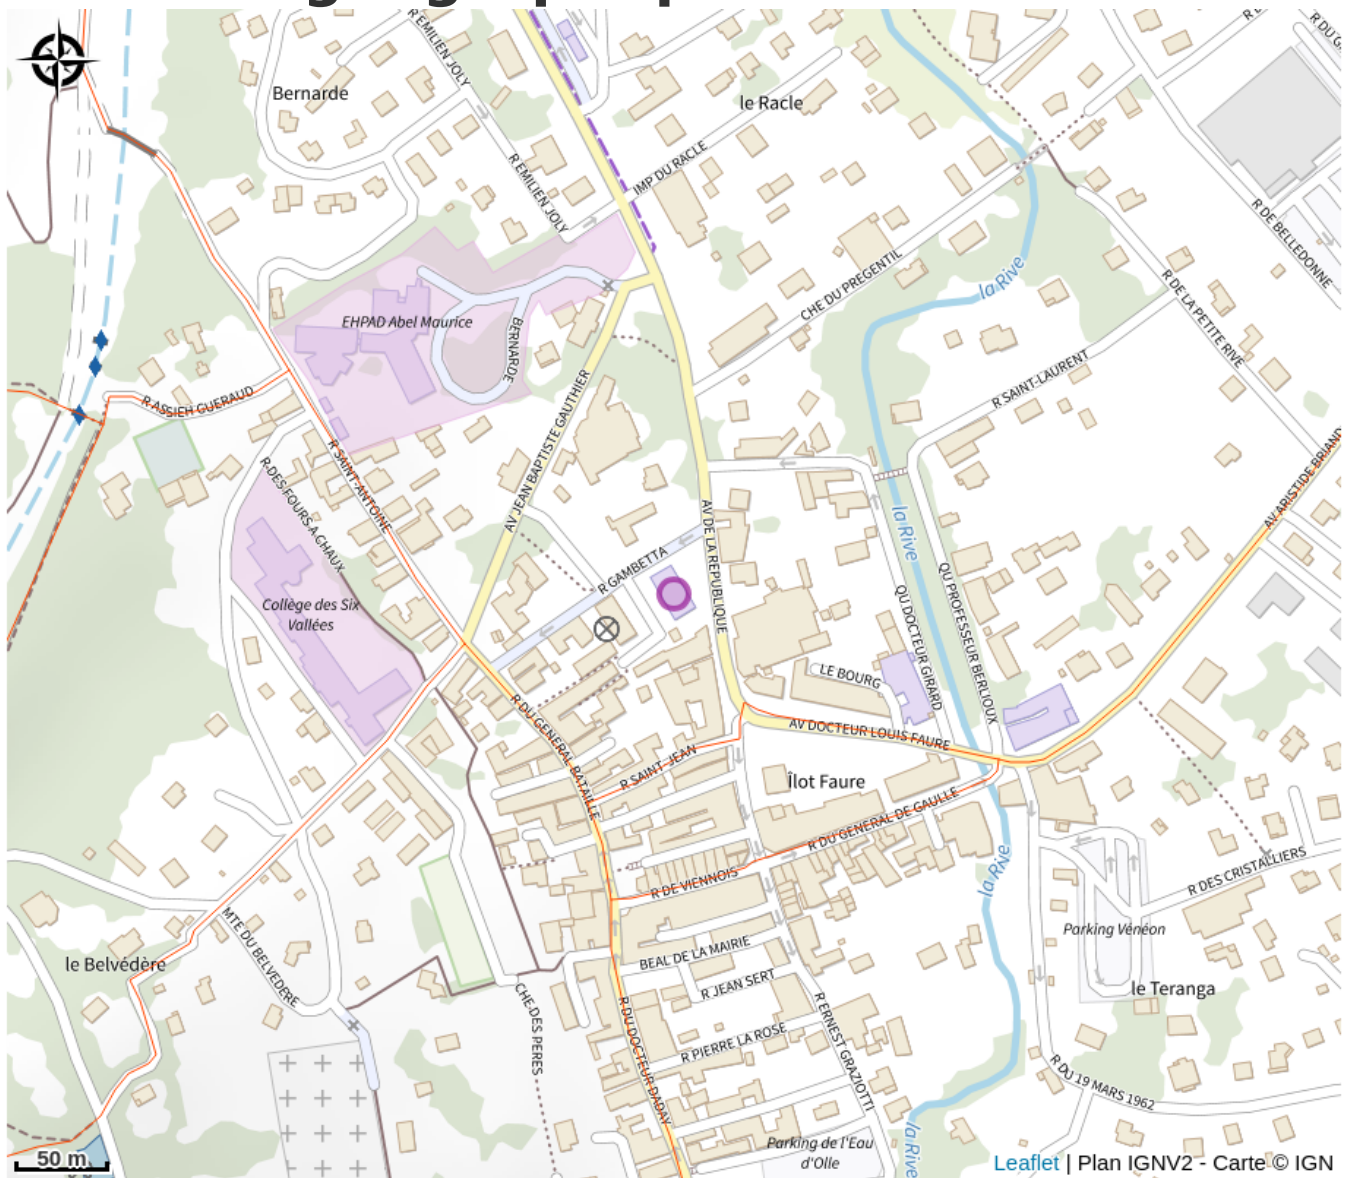 R EMILIEN JOLY
Bernarde
le Racle
R EMILIEN JOLY
IMP DU RACLE
R DE BELLEDONNE
CHE DU PREGENTIL
la Rive
R DE LA PETITE RIVE
EHPAD Abel Maurice
BERNARDE
R SAINT-LAURENT
R ASSIEH GUERAUD
AV JEAN BAPTISTE GAUTHIER
R SAINT-ANTOINE
R DES FOURS A CHAUX
AV ARISTIDE BRIAND
AV DE LA REPUBLIQUE
la Rive
R GAMBETTA
Collège des Six
Vallées
QU DOCTEUR GIRARD
QU PROFESSEUR BERLIOUX
LE BOURG
R DU GENERAL BATAILLE
AV DOCTEUR LOUIS FAURE
R SAINT-JEAN
Îlot Faure
R DU GENERAL DE GAULLE
la Rive
R DE VIENNOIS
R DES CRISTALLIERS
Parking Vénéon
MTE DU BELVEDERE
BEAL DE LA MAIRIE
le Belvédère
R JEAN SERT
le Teranga
CHE DES PERES
R DU DOCTEUR DADAY
R ERNEST GRAZIOTTI
R PIERRE LA ROSE
R DU 19 MARS 1962
Parking de l'Eau
d'Olle
la Rive
50 m
Leaflet | Plan IGNV2 - Carte © IGN